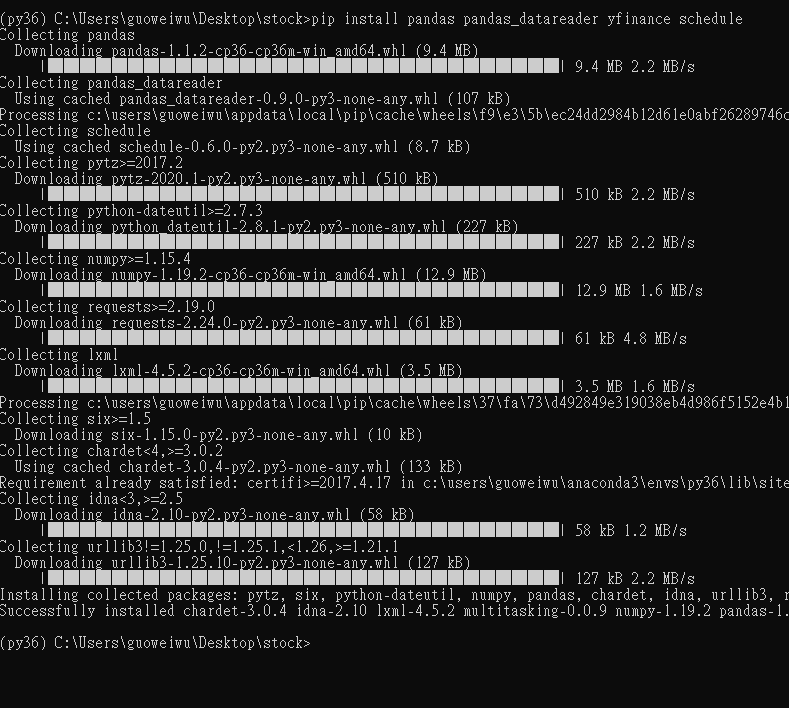 (py36) C:\Users\guoweiwu\Desktop\stock>pip install pandas pandas_datareader yfinance schedule
Collecting pandas
  Downloading pandas-1.1.2-cp36-cp36m-win_amd64.whl (9.4 MB)
     |████████████████████████████████| 9.4 MB 2.2 MB/s
Collecting pandas_datareader
  Using cached pandas_datareader-0.9.0-py3-none-any.whl (107 kB)
Processing c:\users\guoweiwu\appdata\local\pip\cache\wheels\f9\e3\5b\ec24dd2984b12d61e0abf26289746c
Collecting schedule
  Using cached schedule-0.6.0-py2.py3-none-any.whl (8.7 kB)
Collecting pytz>=2017.2
  Downloading pytz-2020.1-py2.py3-none-any.whl (510 kB)
     |████████████████████████████████| 510 kB 2.2 MB/s
Collecting python-dateutil>=2.7.3
  Downloading python_dateutil-2.8.1-py2.py3-none-any.whl (227 kB)
     |████████████████████████████████| 227 kB 2.2 MB/s
Collecting numpy>=1.15.4
  Downloading numpy-1.19.2-cp36-cp36m-win_amd64.whl (12.9 MB)
     |████████████████████████████████| 12.9 MB 1.6 MB/s
Collecting requests>=2.19.0
  Downloading requests-2.24.0-py2.py3-none-any.whl (61 kB)
     |████████████████████████████████| 61 kB 4.8 MB/s
Collecting lxml
  Downloading lxml-4.5.2-cp36-cp36m-win_amd64.whl (3.5 MB)
     |████████████████████████████████| 3.5 MB 1.6 MB/s
Processing c:\users\guoweiwu\appdata\local\pip\cache\wheels\37\fa\73\d492849e319038eb4d986f5152e4b1
Collecting six>=1.5
  Downloading six-1.15.0-py2.py3-none-any.whl (10 kB)
Collecting chardet<4,>=3.0.2
  Using cached chardet-3.0.4-py2.py3-none-any.whl (133 kB)
Requirement already satisfied: certifi>=2017.4.17 in c:\users\guoweiwu\anaconda3\envs\py36\lib\site
Collecting idna<3,>=2.5
  Downloading idna-2.10-py2.py3-none-any.whl (58 kB)
     |████████████████████████████████| 58 kB 1.2 MB/s
Collecting urllib3!=1.25.0,!=1.25.1,<1.26,>=1.21.1
  Downloading urllib3-1.25.10-py2.py3-none-any.whl (127 kB)
     |████████████████████████████████| 127 kB 2.2 MB/s
Installing collected packages: pytz, six, python-dateutil, numpy, pandas, chardet, idna, urllib3, r
Successfully installed chardet-3.0.4 idna-2.10 lxml-4.5.2 multitasking-0.0.9 numpy-1.19.2 pandas-1.
(py36) C:\Users\guoweiwu\Desktop\stock>